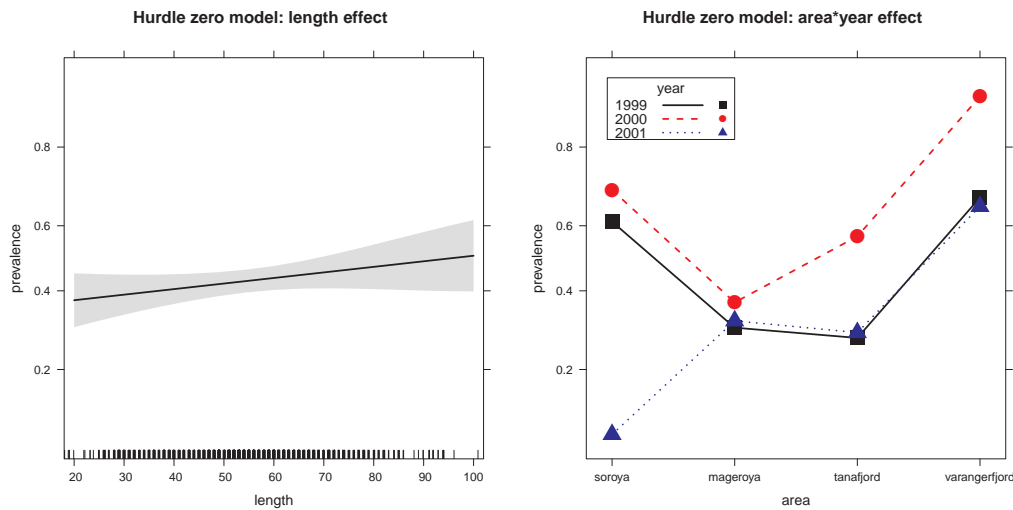 Hurdle zero model: length effect
prevalence
0.8
0.6
0.4
0.2
20 30 40 50 60 70 80 90 100
length
Hurdle zero model: area*year effect
year
1999
2000
2001
prevalence
0.8
0.6
0.4
0.2
soroya mageroya tanafjord varangerfjord
area